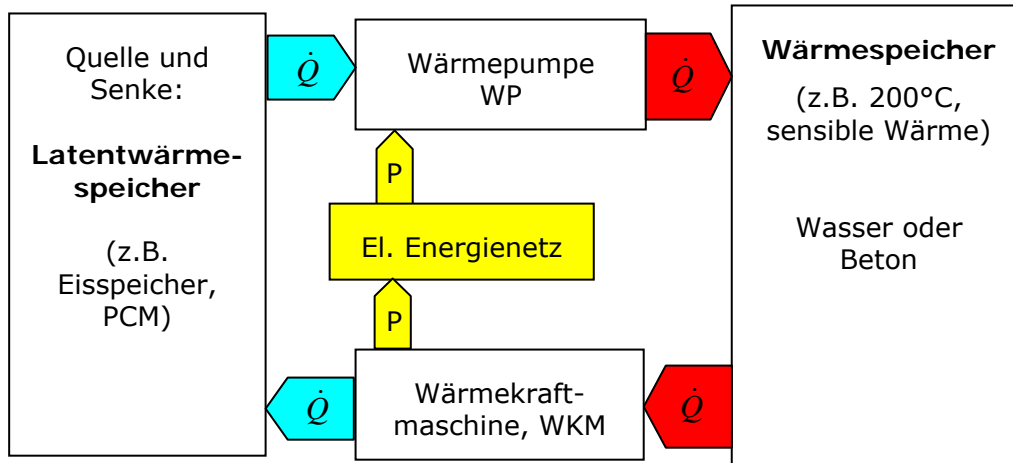 Quelle und
Senke:
Latentwärme-
speicher
(z.B.
Eisspeicher,
PCM)
Q̇
Wärmepumpe
WP
Q̇
P
El. Energienetz
P
Q̇
Wärmekraft-
maschine, WKM
Q̇
Wärmespeicher
(z.B. 200°C,
sensible Wärme)
Wasser oder
Beton